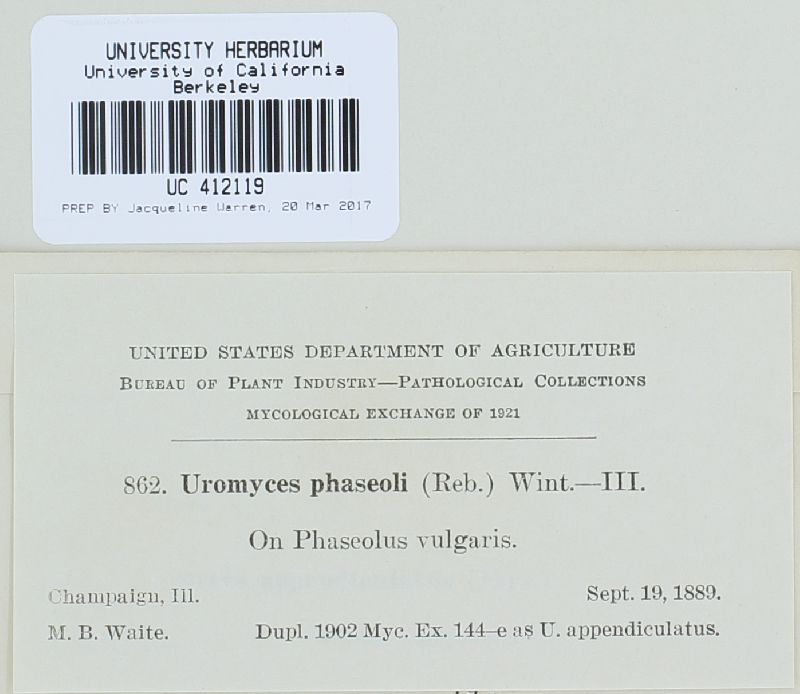 UNIVERSITY HERBARIUM
University of California
Berkeley
UC 412119
PREP BY Jacqueline Warren, 20 Mar 2017
UNITED STATES DEPARTMENT OF AGRICULTURE
BUREAU OF PLANT INDUSTRY—PATHOLOGICAL COLLECTIONS
MYCOLOGICAL EXCHANGE OF 1921
862. Uromyces phaseoli (Reb.) Wint.—III.
On Phaseolus vulgaris.
Champaign, Ill. Sept. 19, 1889.
M. B. Waite. Dupl. 1902 Myc. Ex. 144-e as U. appendiculatus.